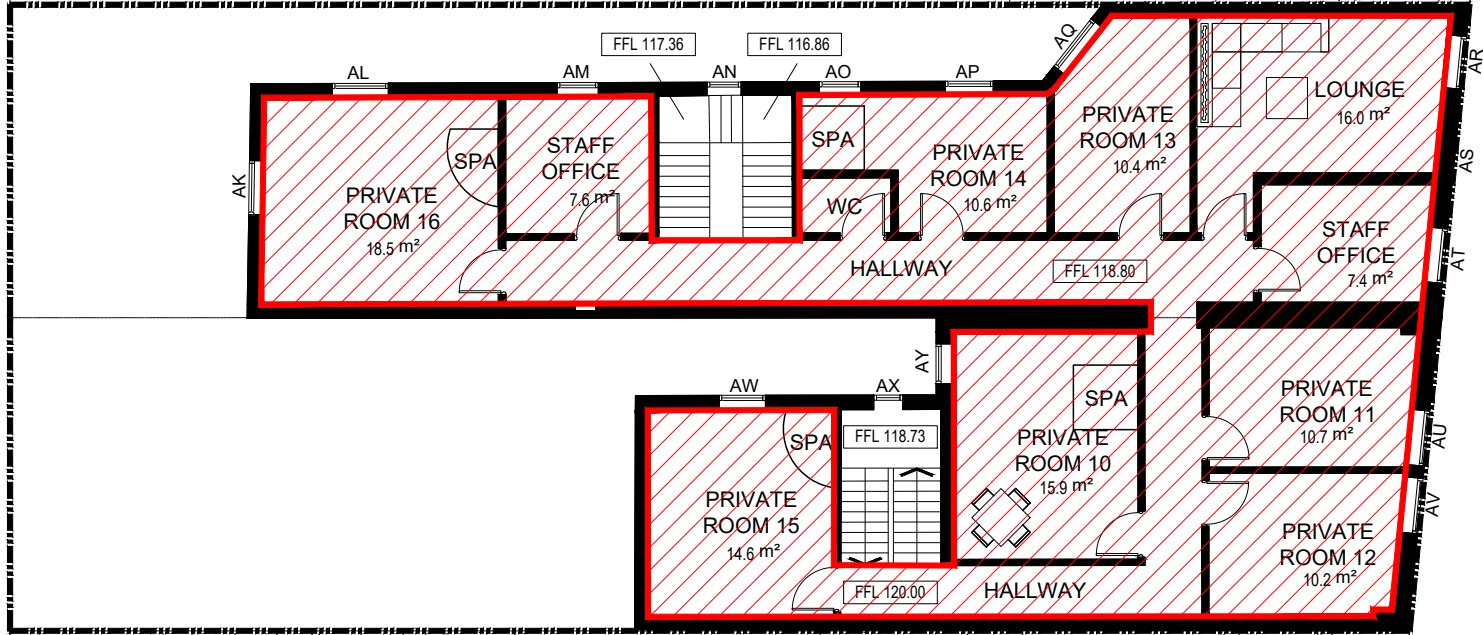 FFL 117.36
FFL 116.86
AL
AM
AN
AO
AP
AQ
AR
AS
AT
AU
AV
AK
AW
AX
AY
PRIVATE
ROOM 16
18.5 m²
SPA
STAFF
OFFICE
7.6 m²
SPA
WC
PRIVATE
ROOM 14
10.6 m²
PRIVATE
ROOM 13
10.4 m²
LOUNGE
16.0 m²
STAFF
OFFICE
7.4 m²
HALLWAY
FFL 118.80
PRIVATE
ROOM 15
14.6 m²
SPA
FFL 118.73
SPA
PRIVATE
ROOM 10
15.9 m²
PRIVATE
ROOM 11
10.7 m²
PRIVATE
ROOM 12
10.2 m²
FFL 120.00
HALLWAY